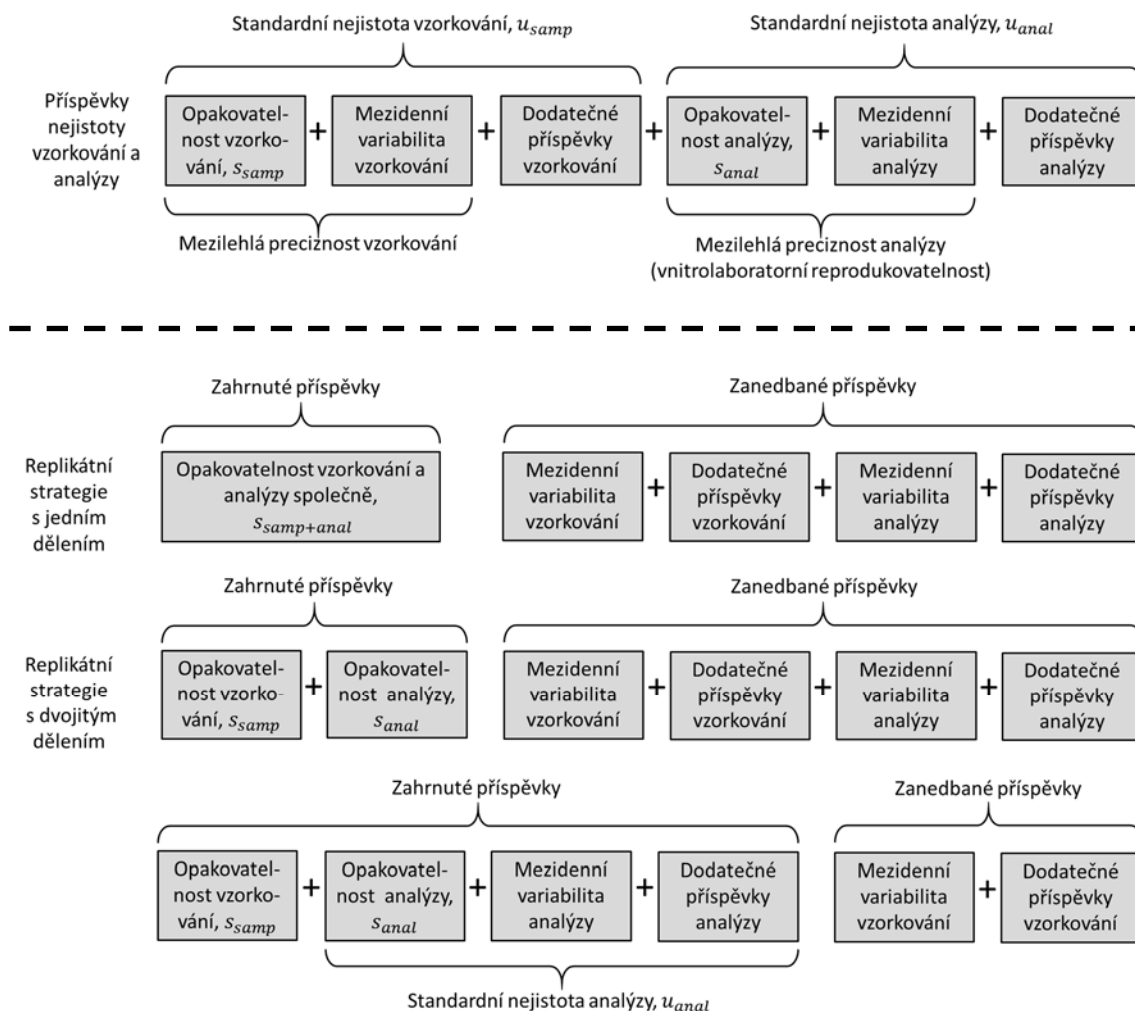 Standardní nejistota vzorkování, u_samp
Standardní nejistota analýzy, u_anal
Příspěvky
nejistoty
vzorkování a
analýzy
Opakovatel-
nost vzorko-
vání, s_samp
+
Mezidenní
variabilita
vzorkování
+
Dodatečné
příspěvky
vzorkování
+
Opakovatel-
nost analýzy,
s_anal
+
Mezidenní
variabilita
analýzy
+
Dodatečné
příspěvky
analýzy
Mezilehlá preciznost vzorkování
Mezilehlá preciznost analýzy
(vnitrolaboratorní reprodukovatelnost)
Zahrnuté příspěvky
Zanedbané příspěvky
Replikátní
strategie
s jedním
dělením
Opakovatelnost vzorkování a
analýzy společně,
s_samp+anal
Mezidenní
variabilita
vzorkování
+
Dodatečné
příspěvky
vzorkování
+
Mezidenní
variabilita
analýzy
+
Dodatečné
příspěvky
analýzy
Zahrnuté příspěvky
Zanedbané příspěvky
Replikátní
strategie
s dvojitým
dělením
Opakovatel-
nost vzorko-
vání, s_samp
+
Opakovatel-
nost analýzy,
s_anal
Mezidenní
variabilita
vzorkování
+
Dodatečné
příspěvky
vzorkování
+
Mezidenní
variabilita
analýzy
+
Dodatečné
příspěvky
analýzy
Zahrnuté příspěvky
Zanedbané příspěvky
Opakovatel-
nost vzorko-
vání, s_samp
+
Opakovatel-
nost analýzy,
s_anal
+
Mezidenní
variabilita
analýzy
+
Dodatečné
příspěvky
analýzy
Mezidenní
variabilita
vzorkování
+
Dodatečné
příspěvky
vzorkování
Standardní nejistota analýzy, u_anal